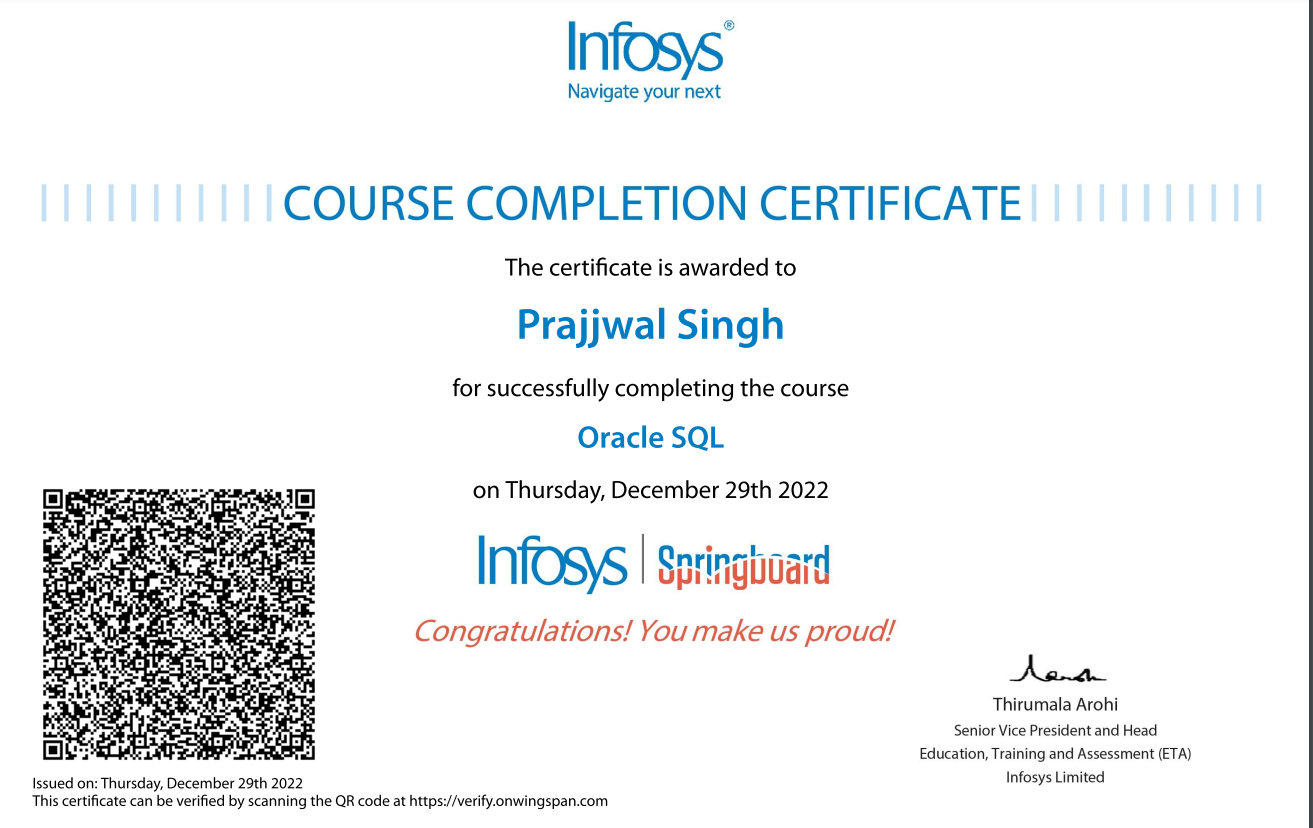 Infosys®
Navigate your next
COURSE COMPLETION CERTIFICATE
The certificate is awarded to
Prajjwal Singh
for successfully completing the course
Oracle SQL
on Thursday, December 29th 2022
Infosys | Springboard
Congratulations! You make us proud!
Thirumala Arohi
Senior Vice President and Head
Education, Training and Assessment (ETA)
Infosys Limited
Issued on: Thursday, December 29th 2022
This certificate can be verified by scanning the QR code at https://verify.onwingspan.com